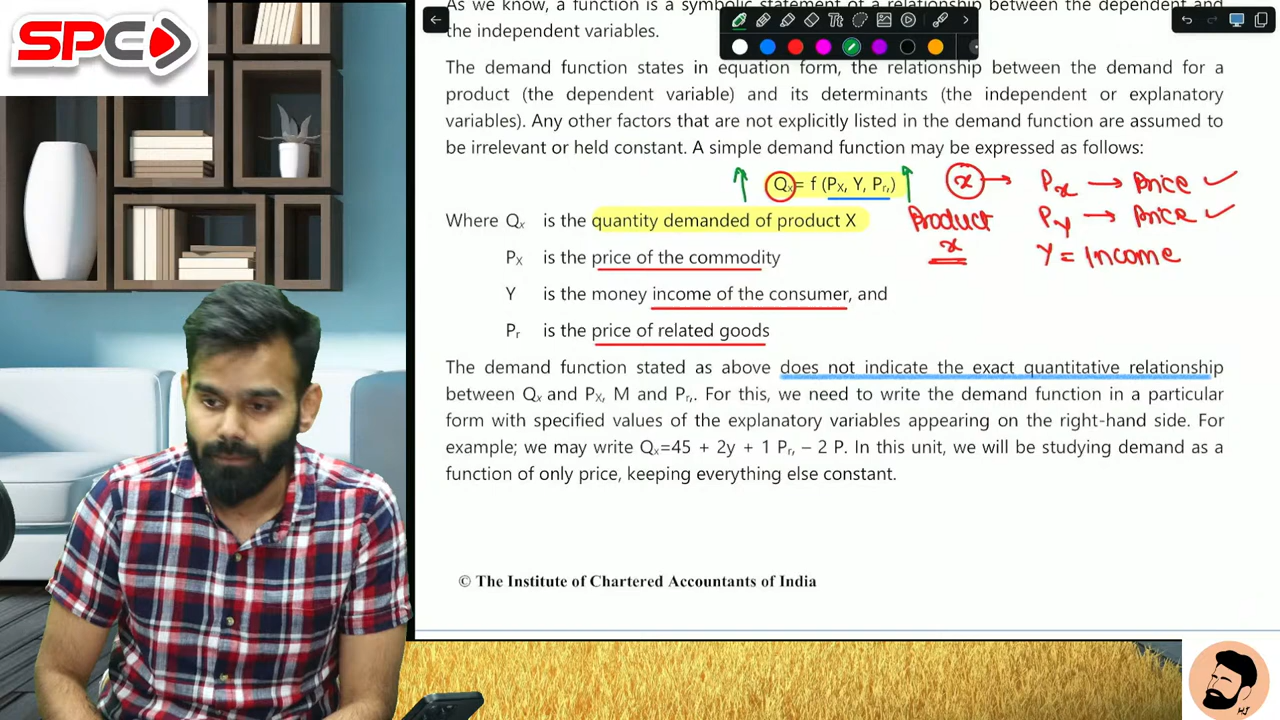 SPC
As we know, a function is a symbolic statement of a relationship between the dependent and
the independent variables.
The demand function states in equation form, the relationship between the demand for a
product (the dependent variable) and its determinants (the independent or explanatory
variables). Any other factors that are not explicitly listed in the demand function are assumed to
be irrelevant or held constant. A simple demand function may be expressed as follows:
Qx= f (PX, Y, Pr,)
x → Px → Price ✓
Product Py → Price ✓
x Y = Income
Where Qx is the quantity demanded of product X
PX is the price of the commodity
Y is the money income of the consumer, and
Pr is the price of related goods
The demand function stated as above does not indicate the exact quantitative relationship
between Qx and PX, M and Pr,. For this, we need to write the demand function in a particular
form with specified values of the explanatory variables appearing on the right-hand side. For
example; we may write Qx=45 + 2y + 1 Pr, – 2 P. In this unit, we will be studying demand as a
function of only price, keeping everything else constant.
© The Institute of Chartered Accountants of India